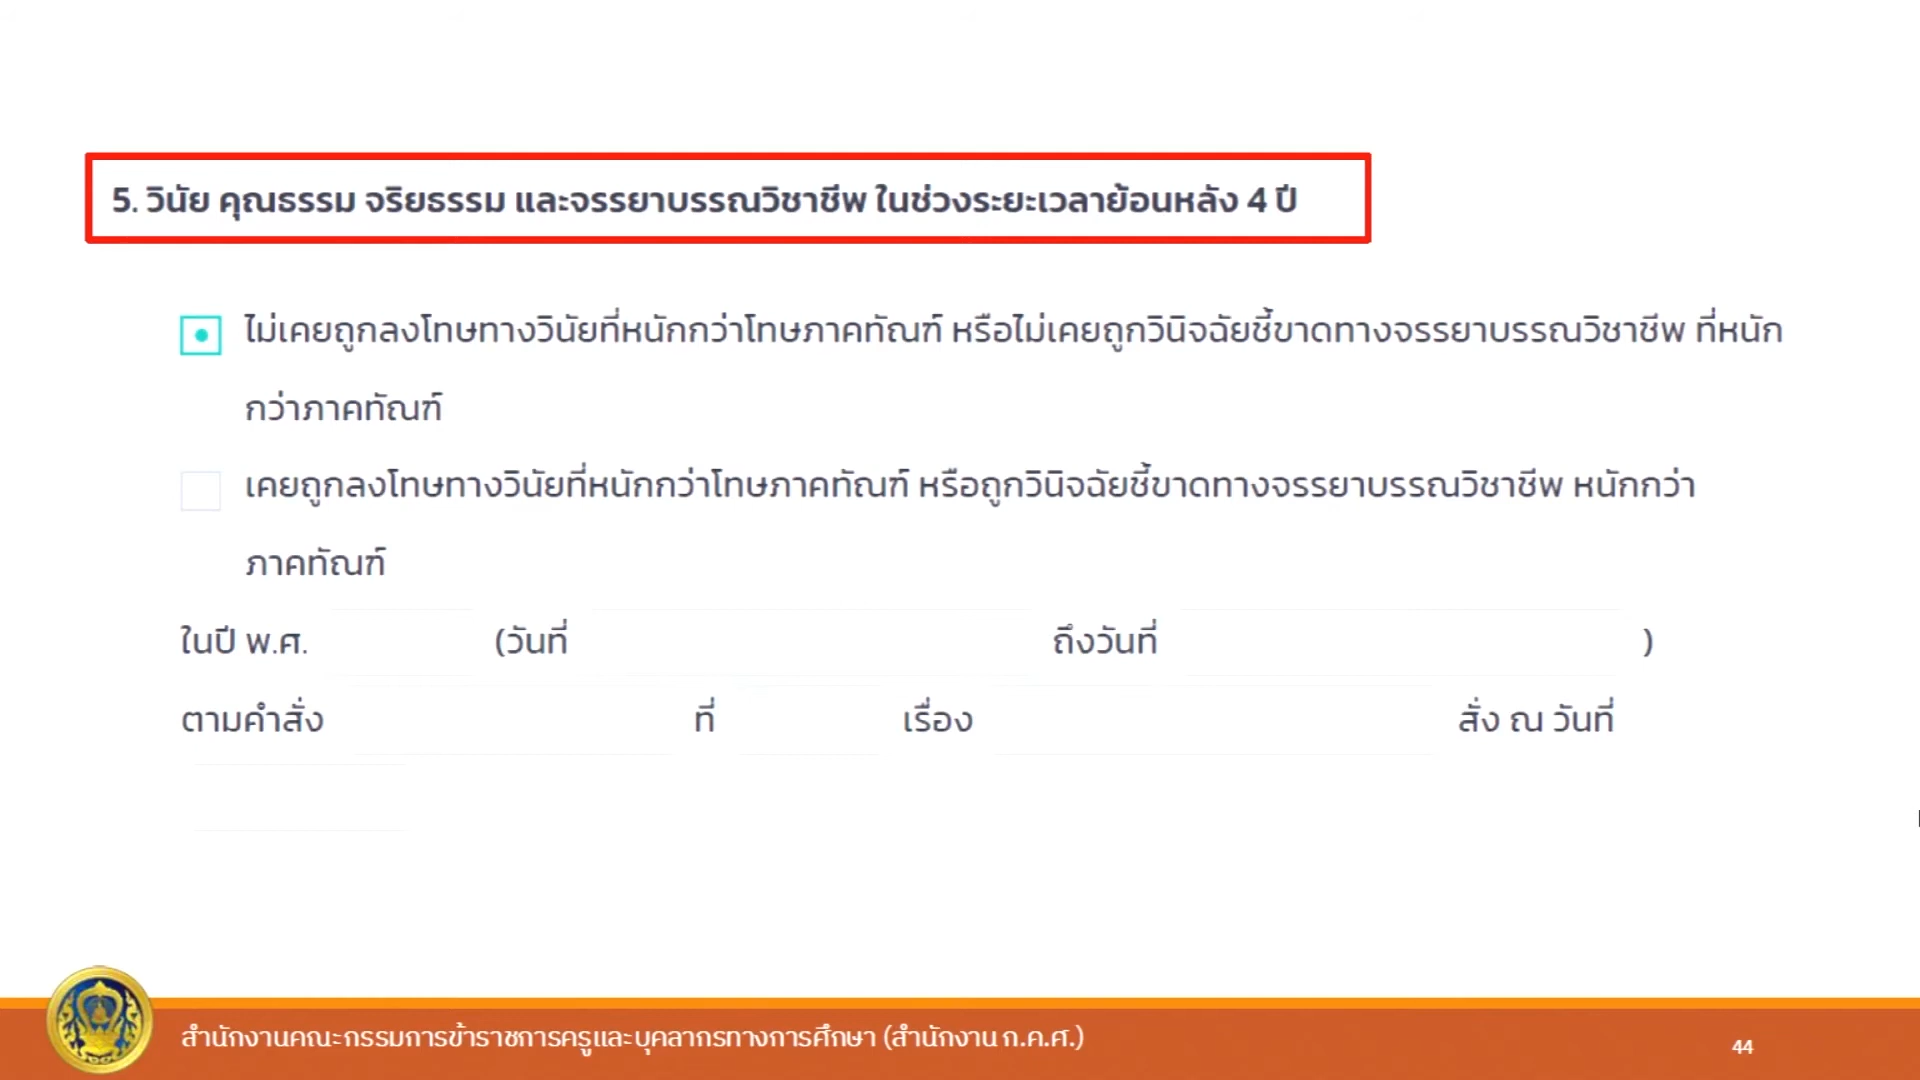 5. วินัย คุณธรรม จริยธรรม และจรรยาบรรณวิชาชีพ ในช่วงระยะเวลาย้อนหลัง 4 ปี
ไม่เคยถูกลงโทษทางวินัยที่หนักกว่าโทษภาคทัณฑ์ หรือไม่เคยถูกวินิจฉัยชี้ขาดทางจรรยาบรรณวิชาชีพ ที่หนัก
กว่าภาคทัณฑ์
เคยถูกลงโทษทางวินัยที่หนักกว่าโทษภาคทัณฑ์ หรือถูกวินิจฉัยชี้ขาดทางจรรยาบรรณวิชาชีพ หนักกว่า
ภาคทัณฑ์
ในปี พ.ศ. (วันที่ ถึงวันที่ )
ตามคำสั่ง ที่ เรื่อง สั่ง ณ วันที่
สำนักงานคณะกรรมการข้าราชการครูและบุคลากรทางการศึกษา (สำนักงาน ก.ค.ศ.)
44